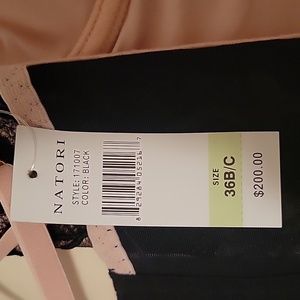 NATORI
STYLE: 171007
COLOR: BLACK
SIZE
36B/C
$200.00